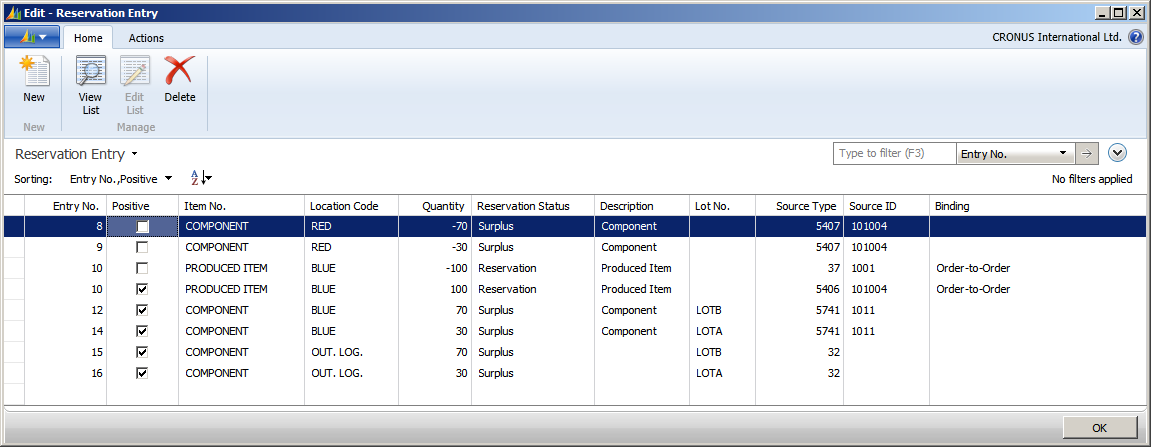 Edit - Reservation Entry
Home Actions CRONUS International Ltd.
New View List Edit List Delete
New Manage
Reservation Entry Type to filter (F3) Entry No.
Sorting: Entry No.,Positive No filters applied
Entry No. Positive Item No. Location Code Quantity Reservation Status Description Lot No. Source Type Source ID Binding
8 COMPONENT RED -70 Surplus Component 5407 101004
9 COMPONENT RED -30 Surplus Component 5407 101004
10 PRODUCED ITEM BLUE -100 Reservation Produced Item 37 1001 Order-to-Order
10 PRODUCED ITEM BLUE 100 Reservation Produced Item 5406 101004 Order-to-Order
12 COMPONENT BLUE 70 Surplus Component LOTB 5741 1011
14 COMPONENT BLUE 30 Surplus Component LOTA 5741 1011
15 COMPONENT OUT. LOG. 70 Surplus LOTB 32
16 COMPONENT OUT. LOG. 30 Surplus LOTA 32
OK